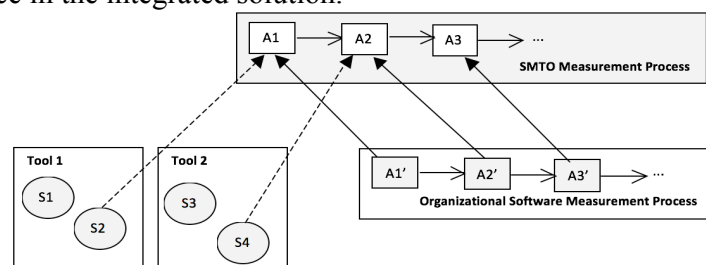 ee in the integrated solution.
A1 A2 A3 ...
SMTO Measurement Process
Tool 1 Tool 2
A1' A2' A3' ...
S1 S3
Organizational Software Measurement Process
S2 S4